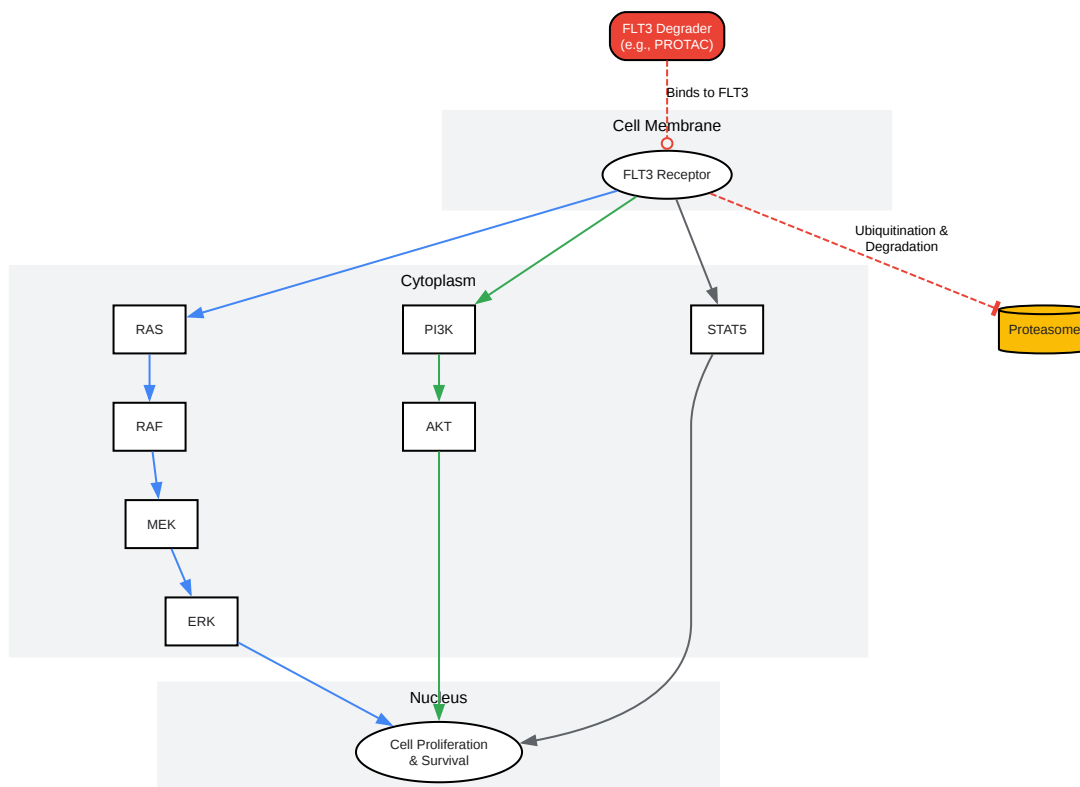 FLT3 Degrader
(e.g., PROTAC)
Binds to FLT3
Cell Membrane
FLT3 Receptor
Ubiquitination &
Degradation
Cytoplasm
RAS
PI3K
STAT5
Proteasome
RAF
AKT
MEK
ERK
Nucleus
Cell Proliferation
& Survival